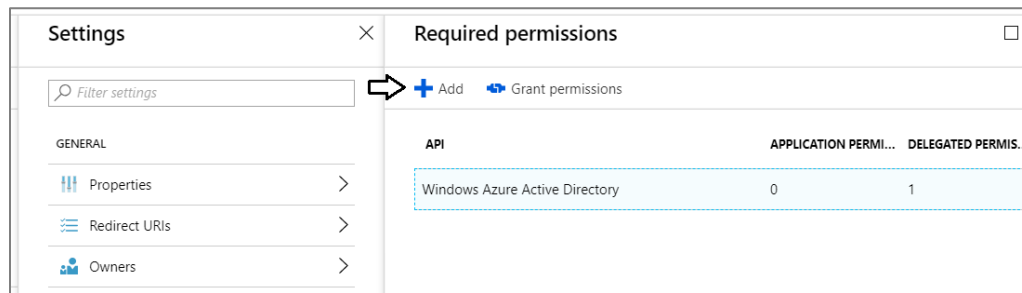 Settings
Filter settings
GENERAL
Properties
Redirect URIs
Owners
Required permissions
Add Grant permissions
API APPLICATION PERMI... DELEGATED PERMIS.
Windows Azure Active Directory 0 1